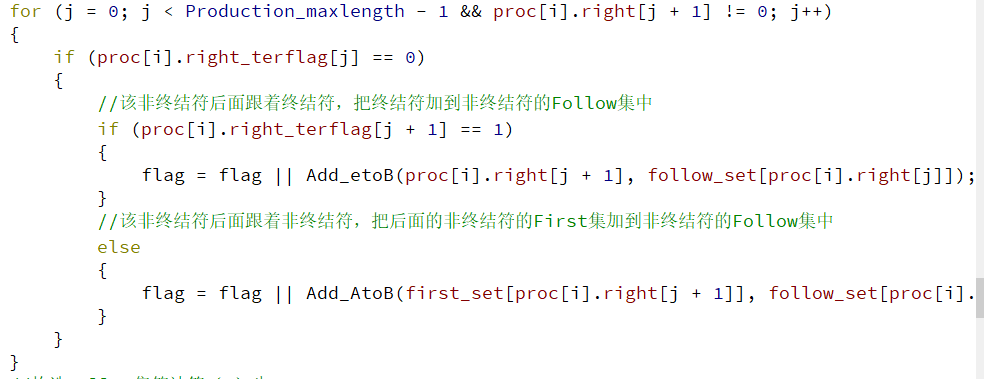 for (j = 0; j < Production_maxlength - 1 && proc[i].right[j + 1] != 0; j++)
{
if (proc[i].right_terflag[j] == 0)
{
//该非终结符后面跟着终结符，把终结符加到非终结符的Follow集中
if (proc[i].right_terflag[j + 1] == 1)
{
flag = flag || Add_etoB(proc[i].right[j + 1], follow_set[proc[i].right[j]]);
}
//该非终结符后面跟着非终结符，把后面的非终结符的First集加到非终结符的Follow集中
else
{
flag = flag || Add_AtoB(first_set[proc[i].right[j + 1]], follow_set[proc[i].
}
}
}